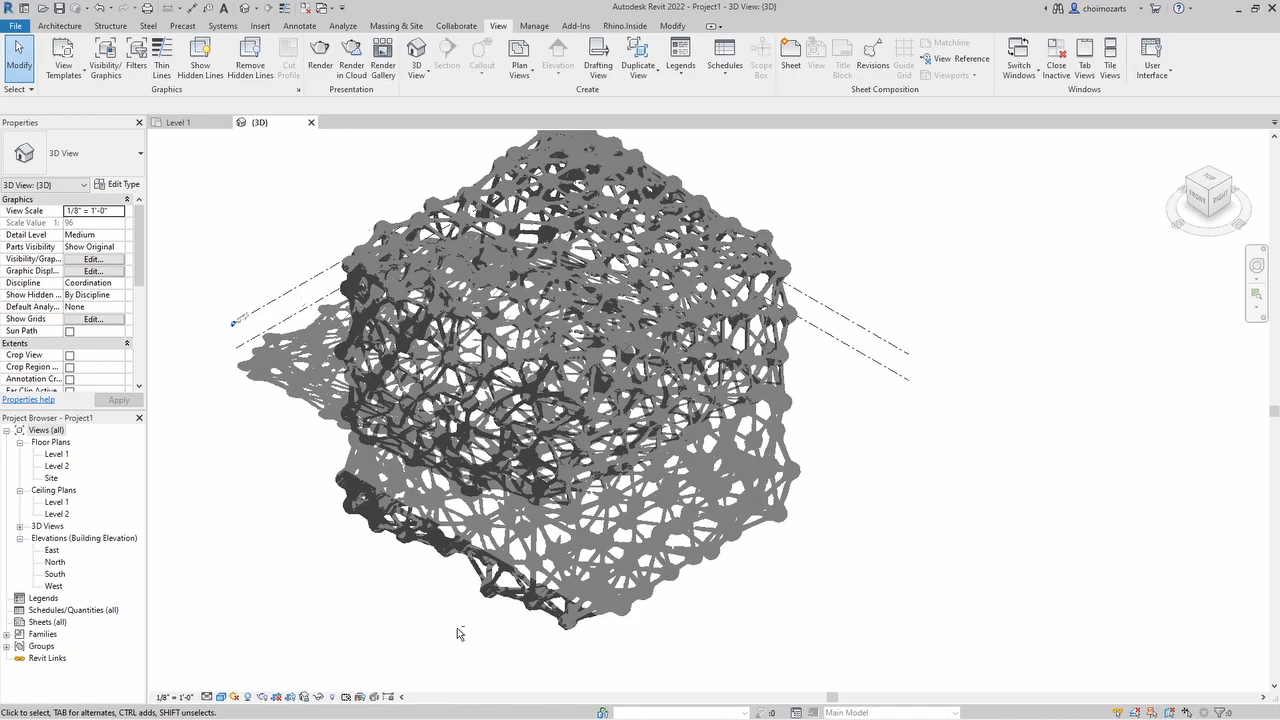 Autodesk Revit 2022 - Project1 - 3D View: {3D}
choimozarts
File Architecture Structure Steel Precast Systems Insert Annotate Analyze Massing & Site Collaborate View Manage Add-Ins Rhino.Inside Modify
Modify
View Templates
Visibility/ Graphics
Filters
Thin Lines
Show Hidden Lines
Remove Hidden Lines
Cut Profile
Render
Render in Cloud
Render Gallery
3D View
Section
Callout
Plan Views
Elevation
Drafting View
Duplicate View
Legends
Schedules
Scope Box
Sheet
View
Title Block
Revisions
Guide Grid
Matchline
View Reference
Viewports
Switch Windows
Close Inactive
Tab Views
Tile Views
User Interface
Select
Graphics
Presentation
Create
Sheet Composition
Windows
Properties
Level 1
{3D}
3D View
3D View: {3D}
Edit Type
Graphics
View Scale 1/8" = 1'-0"
Scale Value 1: 96
Detail Level Medium
Parts Visibility Show Original
Visibility/Grap... Edit...
Graphic Displ... Edit...
Discipline Coordination
Show Hidden ... By Discipline
Default Analy... None
Show Grids Edit...
Sun Path
Extents
Crop View
Crop Region ...
Annotation Cr...
Properties help
Apply
Project Browser - Project1
Views (all)
Floor Plans
Level 1
Level 2
Site
Ceiling Plans
Level 1
Level 2
3D Views
Elevations (Building Elevation)
East
North
South
West
Legends
Schedules/Quantities (all)
Sheets (all)
Families
Groups
Revit Links
TOP
FRONT
RIGHT
1/8" = 1'-0"
Click to select, TAB for alternates, CTRL adds, SHIFT unselects.
:0
Main Model
:0